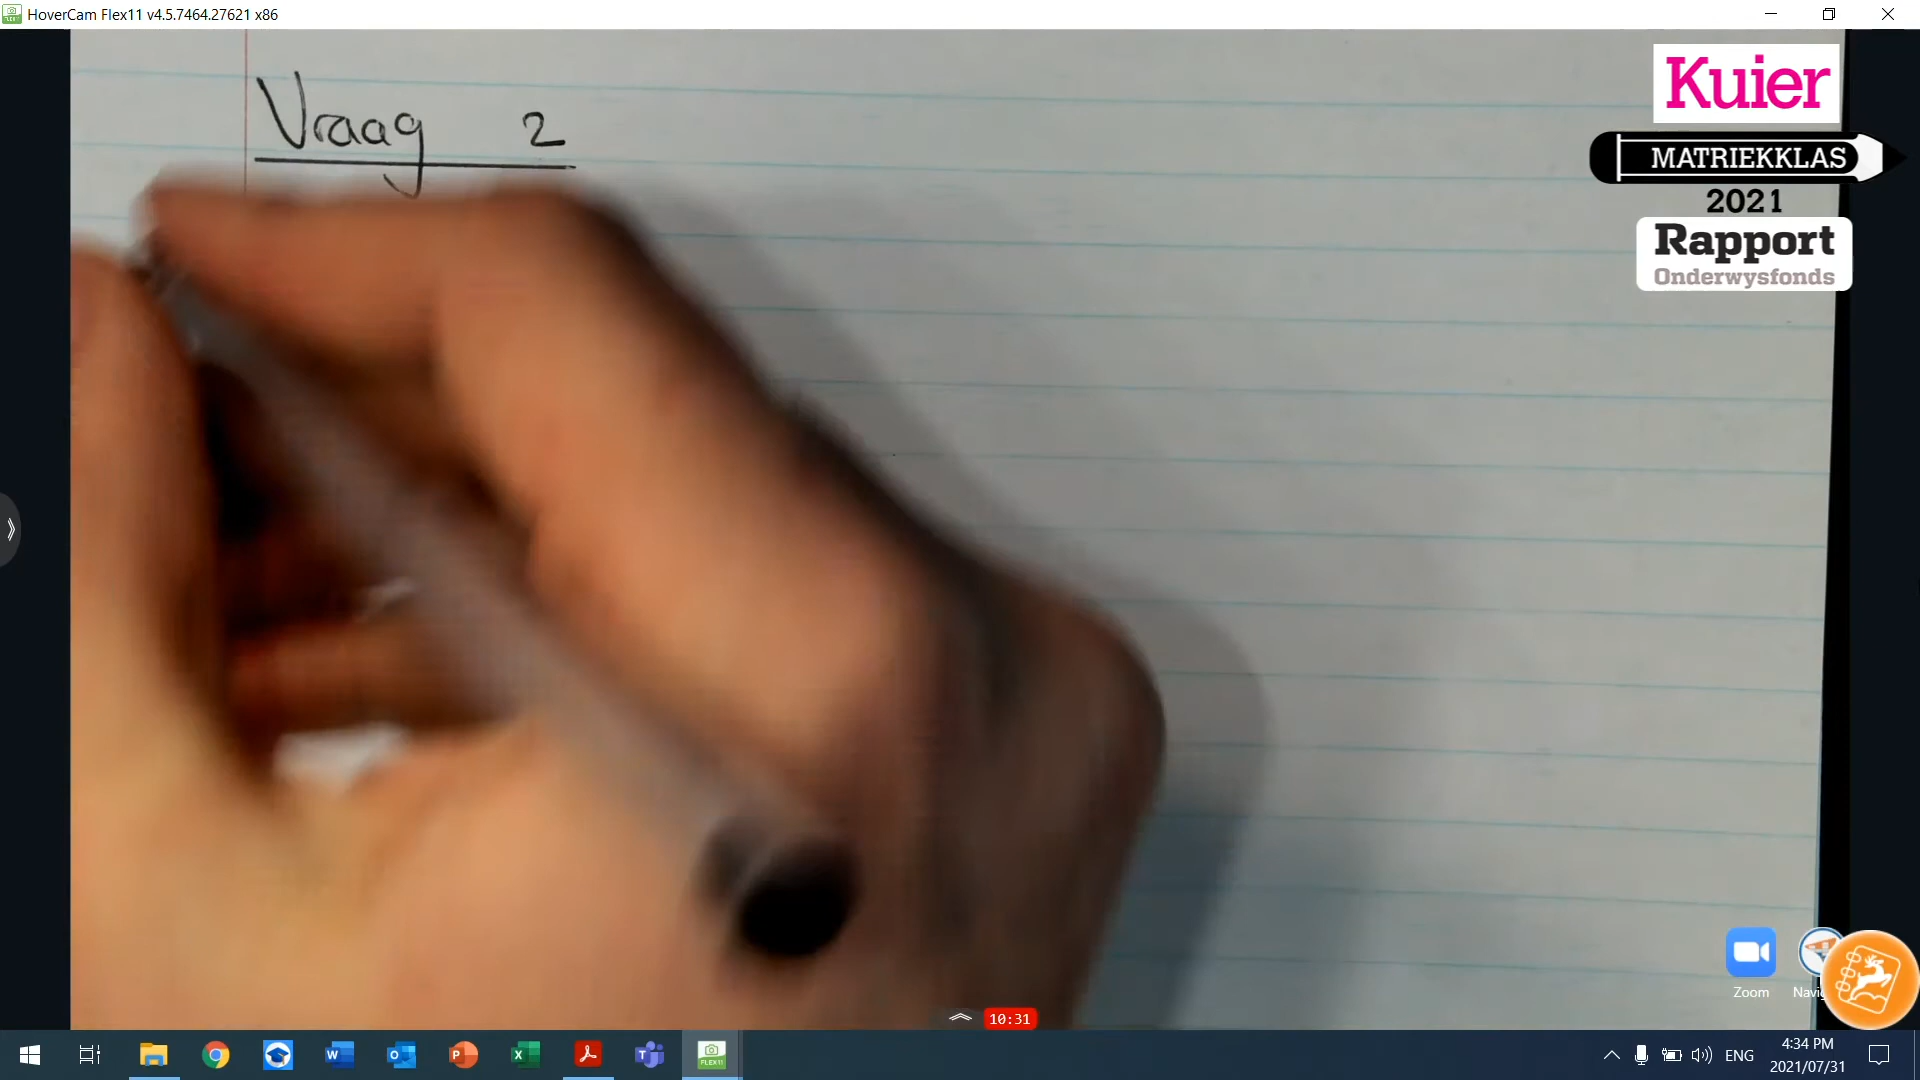 HoverCam Flex11 v4.5.7464.27621 x86
Vraag 2
Kuier
MATRIEKKLAS
2021
Rapport
Onderwysfonds
Zoom
10:31
FLEX11
ENG
4:34 PM
2021/07/31